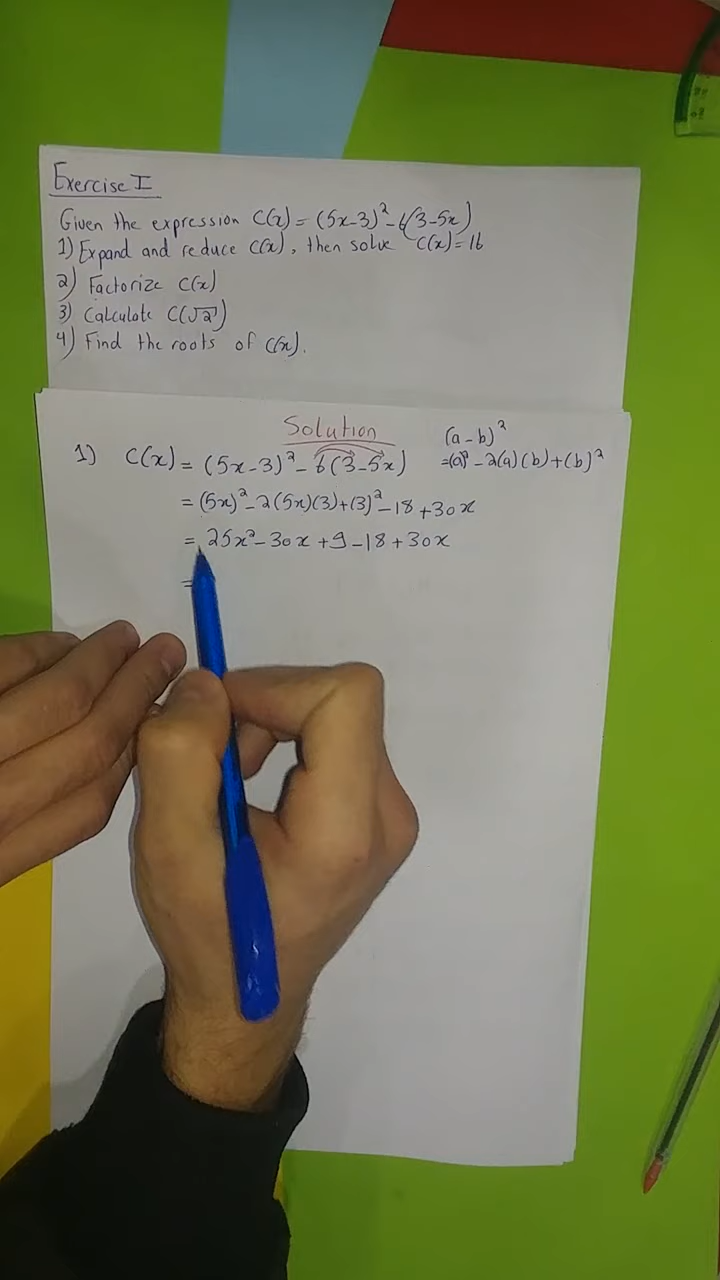 Exercise I
Given the expression C(x) = (5x-3)² - 6(3-5x)
1) Expand and reduce C(x), then solve C(x)=16
2) Factorize C(x)
3) Calculate C(√2)
4) Find the roots of C(x).
Solution
(a-b)²
1) C(x) = (5x-3)² - 6(3-5x)
=(a)² - 2(a)(b)+(b)²
= (5x)² - 2(5x)(3)+(3)² - 18 + 30x
= 25x² - 30x + 9 - 18 + 30x
=